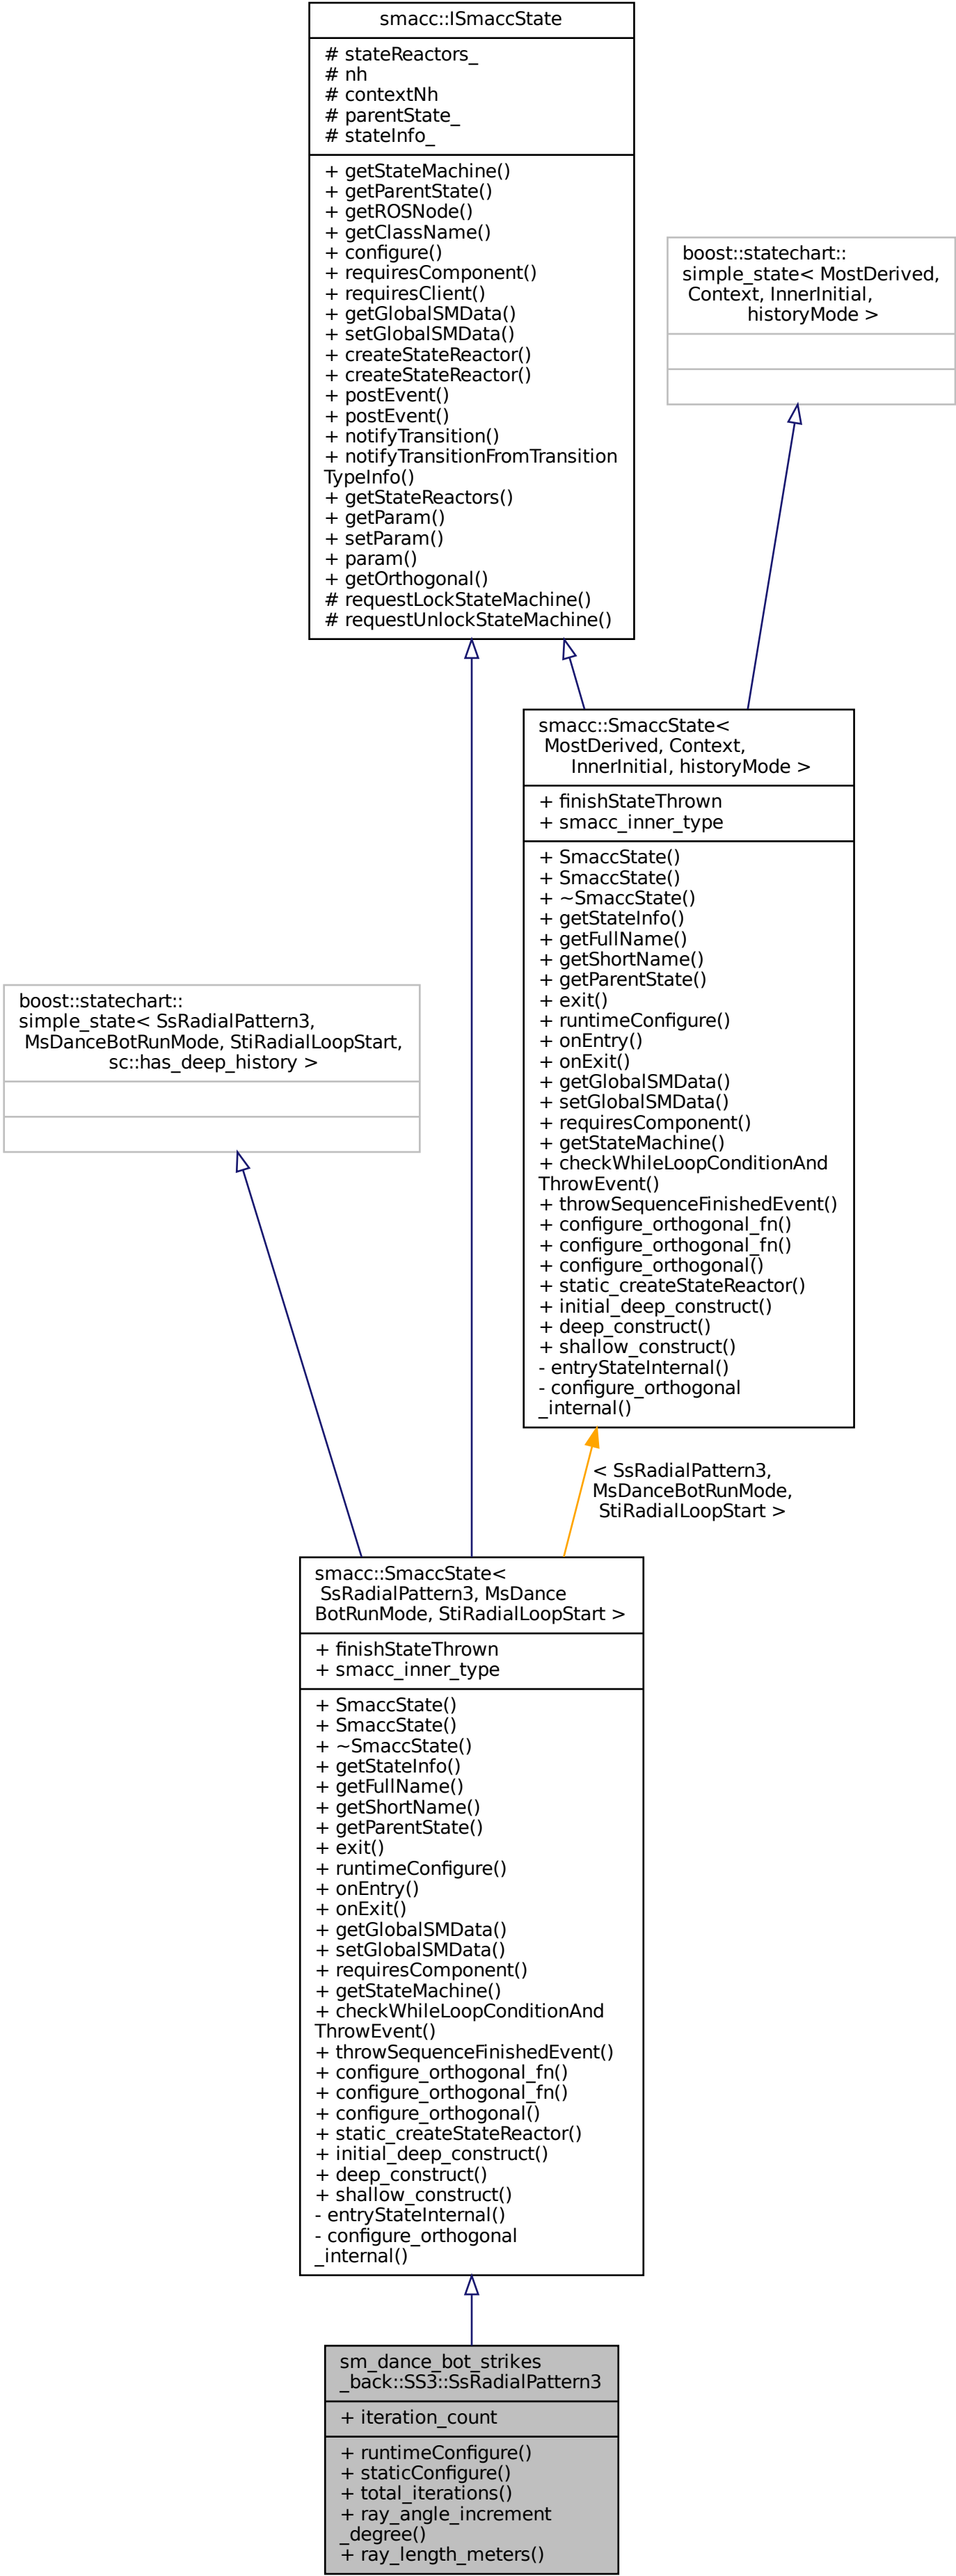 smacc::ISmaccState
# stateReactors_
# nh
# contextNh
# parentState_
# stateInfo_
+ getStateMachine()
+ getParentState()
+ getROSNode()
+ getClassName()
+ configure()
+ requiresComponent()
+ requiresClient()
+ getGlobalSMData()
+ setGlobalSMData()
+ createStateReactor()
+ createStateReactor()
+ postEvent()
+ postEvent()
+ notifyTransition()
+ notifyTransitionFromTransition
TypeInfo()
+ getStateReactors()
+ getParam()
+ setParam()
+ param()
+ getOrthogonal()
# requestLockStateMachine()
# requestUnlockStateMachine()
boost::statechart::
simple_state< MostDerived,
Context, InnerInitial,
historyMode >
smacc::SmaccState<
MostDerived, Context,
InnerInitial, historyMode >
+ finishStateThrown
+ smacc_inner_type
+ SmaccState()
+ SmaccState()
+ ~SmaccState()
+ getStateInfo()
+ getFullName()
+ getShortName()
+ getParentState()
+ exit()
+ runtimeConfigure()
+ onEntry()
+ onExit()
+ getGlobalSMData()
+ setGlobalSMData()
+ requiresComponent()
+ getStateMachine()
+ checkWhileLoopConditionAnd
ThrowEvent()
+ throwSequenceFinishedEvent()
+ configure_orthogonal_fn()
+ configure_orthogonal_fn()
+ configure_orthogonal()
+ static_createStateReactor()
+ initial_deep_construct()
+ deep_construct()
+ shallow_construct()
- entryStateInternal()
- configure_orthogonal
_internal()
boost::statechart::
simple_state< SsRadialPattern3,
MsDanceBotRunMode, StiRadialLoopStart,
sc::has_deep_history >
< SsRadialPattern3,
MsDanceBotRunMode,
StiRadialLoopStart >
smacc::SmaccState<
SsRadialPattern3, MsDance
BotRunMode, StiRadialLoopStart >
+ finishStateThrown
+ smacc_inner_type
+ SmaccState()
+ SmaccState()
+ ~SmaccState()
+ getStateInfo()
+ getFullName()
+ getShortName()
+ getParentState()
+ exit()
+ runtimeConfigure()
+ onEntry()
+ onExit()
+ getGlobalSMData()
+ setGlobalSMData()
+ requiresComponent()
+ getStateMachine()
+ checkWhileLoopConditionAnd
ThrowEvent()
+ throwSequenceFinishedEvent()
+ configure_orthogonal_fn()
+ configure_orthogonal_fn()
+ configure_orthogonal()
+ static_createStateReactor()
+ initial_deep_construct()
+ deep_construct()
+ shallow_construct()
- entryStateInternal()
- configure_orthogonal
_internal()
sm_dance_bot_strikes
_back::SS3::SsRadialPattern3
+ iteration_count
+ runtimeConfigure()
+ staticConfigure()
+ total_iterations()
+ ray_angle_increment
_degree()
+ ray_length_meters()